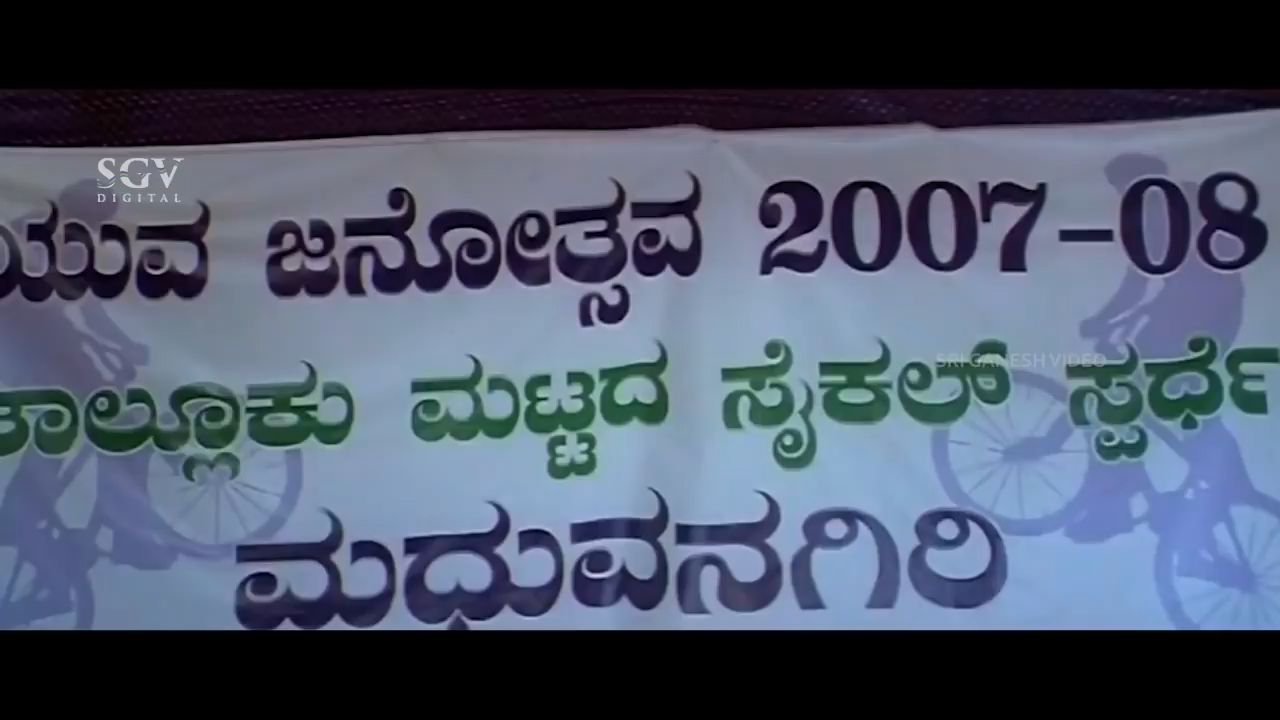 SGV
DIGITAL
ಯುವ ಜನೋತ್ಸವ 2007-08
SRI GANESH VIDEO
ತಾಲ್ಲೂಕು ಮಟ್ಟದ ಸೈಕಲ್ ಸ್ಪರ್ಧೆ
ಮಧುವನಗಿರಿ